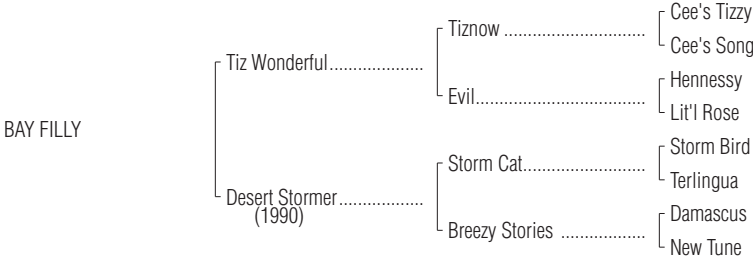 Cee's Tizzy
Tiznow ..............................
Cee's Song
Tiz Wonderful....................
Hennessy
Evil....................................
Lit'l Rose
BAY FILLY
Storm Bird
Storm Cat..........................
Terlingua
Desert Stormer..................
(1990)
Damascus
Breezy Stories ..................
New Tune